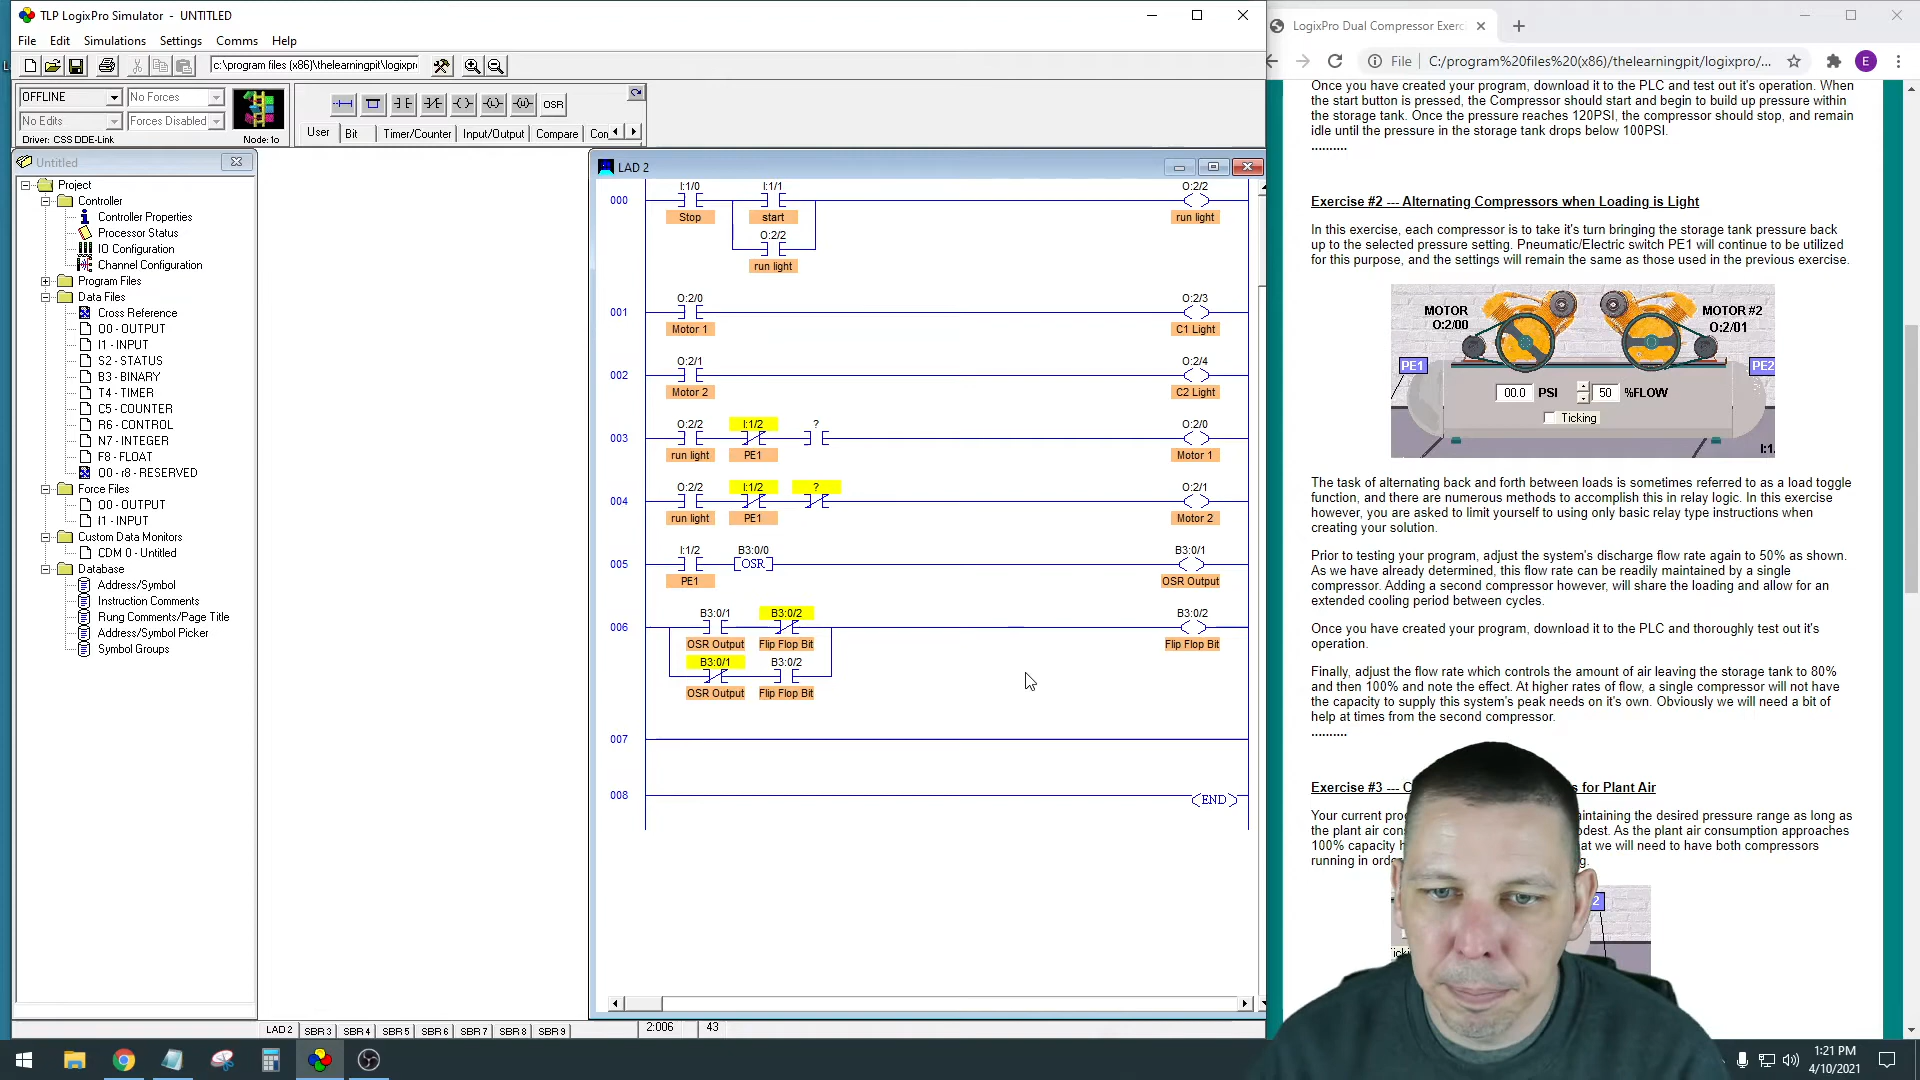 TLP LogixPro Simulator - UNTITLED
File Edit Simulations Settings Comms Help
c:\program files (x86)\thelearningpit\logixpr
OFFLINE No Forces
No Edits Forces Disabled
Driver: CSS DDE-Link Node: 1o
OSR
User Bit Timer/Counter Input/Output Compare Con
Untitled
Project
Controller
Controller Properties
Processor Status
IO Configuration
Channel Configuration
Program Files
Data Files
Cross Reference
O0 - OUTPUT
I1 - INPUT
S2 - STATUS
B3 - BINARY
T4 - TIMER
C5 - COUNTER
R6 - CONTROL
N7 - INTEGER
F8 - FLOAT
O0 - r8 - RESERVED
Force Files
O0 - OUTPUT
I1 - INPUT
Custom Data Monitors
CDM 0 - Untitled
Database
Address/Symbol
Instruction Comments
Rung Comments/Page Title
Address/Symbol Picker
Symbol Groups
LAD 2
I:1/0 I:1/1 O:2/2
000
Stop start run light
O:2/2
run light
O:2/0 O:2/3
001
Motor 1 C1 Light
O:2/1 O:2/4
002
Motor 2 C2 Light
O:2/2 I:1/2 ? O:2/0
003
run light PE1 Motor 1
O:2/2 I:1/2 ? O:2/1
004
run light PE1 Motor 2
I:1/2 B3:0/0 B3:0/1
005 OSR
PE1 OSR Output
B3:0/1 B3:0/2 B3:0/2
006
OSR Output Flip Flop Bit Flip Flop Bit
B3:0/1 B3:0/2
OSR Output Flip Flop Bit
007
008 END
LAD 2 SBR 3 SBR 4 SBR 5 SBR 6 SBR 7 SBR 8 SBR 9 2:006 43
LogixPro Dual Compressor Exerc
File C:/program%20files%20(x86)/thelearningpit/logixpro/... E
Once you have created your program, download it to the PLC and test out it's operation. When
the start button is pressed, the Compressor should start and begin to build up pressure within
the storage tank. Once the pressure reaches 120PSI, the compressor should stop, and remain
idle until the pressure in the storage tank drops below 100PSI.
..........
Exercise #2 --- Alternating Compressors when Loading is Light
In this exercise, each compressor is to take it's turn bringing the storage tank pressure back
up to the selected pressure setting. Pneumatic/Electric switch PE1 will continue to be utilized
for this purpose, and the settings will remain the same as those used in the previous exercise.
MOTOR MOTOR #2
O:2/00 O:2/01
PE1 PE2
00.0 PSI 50 %FLOW
Ticking
I:1.
The task of alternating back and forth between loads is sometimes referred to as a load toggle
function, and there are numerous methods to accomplish this in relay logic. In this exercise
however, you are asked to limit yourself to using only basic relay type instructions when
creating your solution.
Prior to testing your program, adjust the system's discharge flow rate again to 50% as shown.
As we have already determined, this flow rate can be readily maintained by a single
compressor. Adding a second compressor however, will share the loading and allow for an
extended cooling period between cycles.
Once you have created your program, download it to the PLC and thoroughly test out it's
operation.
Finally, adjust the flow rate which controls the amount of air leaving the storage tank to 80%
and then 100% and note the effect. At higher rates of flow, a single compressor will not have
the capacity to supply this system's peak needs on it's own. Obviously we will need a bit of
help at times from the second compressor.
..........
Exercise #3 --- C s for Plant Air
Your current pro aintaining the desired pressure range as long as
the plant air cons odest. As the plant air consumption approaches
100% capacity h at we will need to have both compressors
running in orde g.
2
1:21 PM
4/10/2021